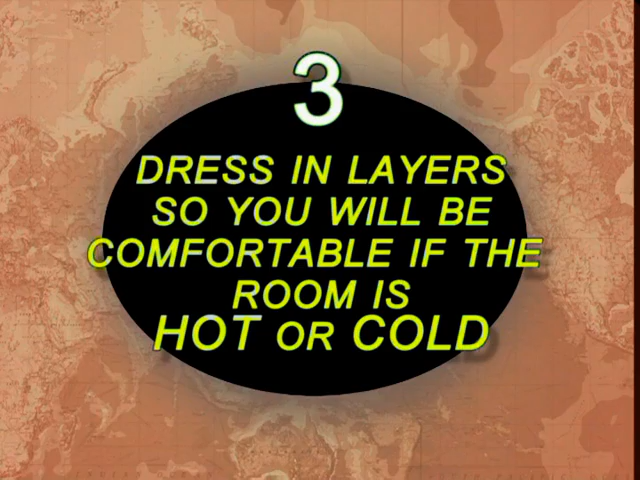 3
DRESS IN LAYERS
SO YOU WILL BE
COMFORTABLE IF THE
ROOM IS
HOT OR COLD